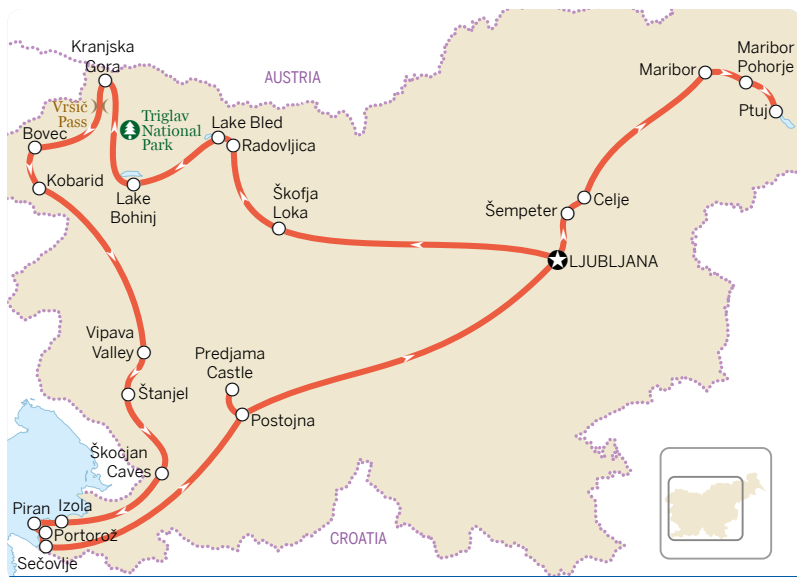 Kranjska
Gora
AUSTRIA
Maribor
Maribor
Pohorje
Ptuj
Vršič
Pass
Triglav
National
Park
Bovec
Lake Bled
Radovljica
Kobarid
Lake
Bohinj
Škofja
Loka
Šempeter
Celje
LJUBLJANA
Vipava
Valley
Predjama
Castle
Štanjel
Postojna
Škocjan
Caves
Piran
Izola
Portorož
Sečovlje
CROATIA